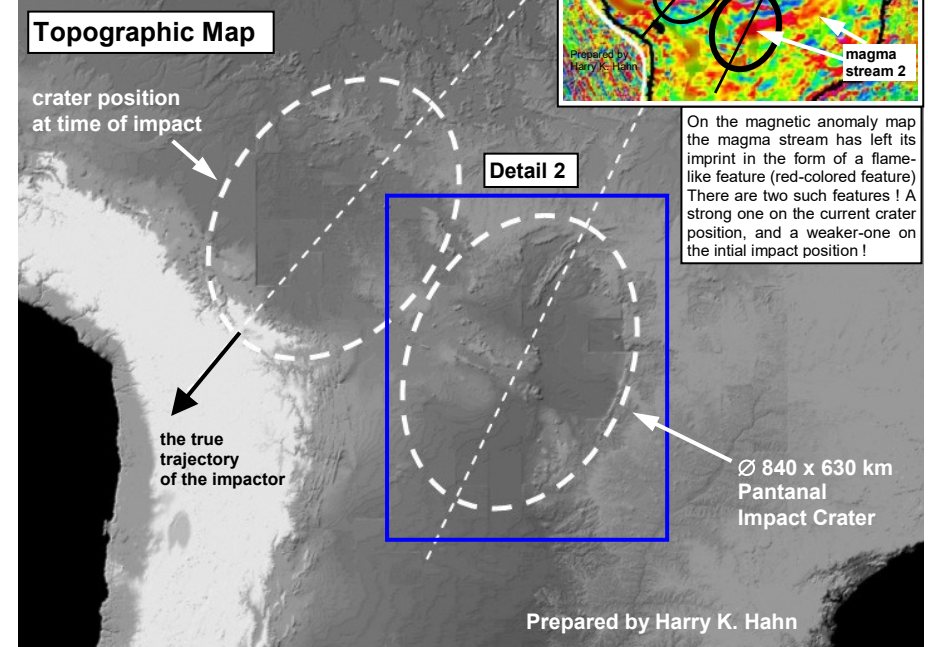 Topographic Map
crater position
at time of impact
Prepared by
Harry K. Hahn
magma
stream 2
On the magnetic anomaly map
the magma stream has left its
imprint in the form of a flame-
like feature (red-colored feature)
There are two such features ! A
strong one on the current crater
position, and a weaker-one on
the intial impact position !
Detail 2
the true
trajectory
of the impactor
Ø 840 x 630 km
Pantanal
Impact Crater
Prepared by Harry K. Hahn